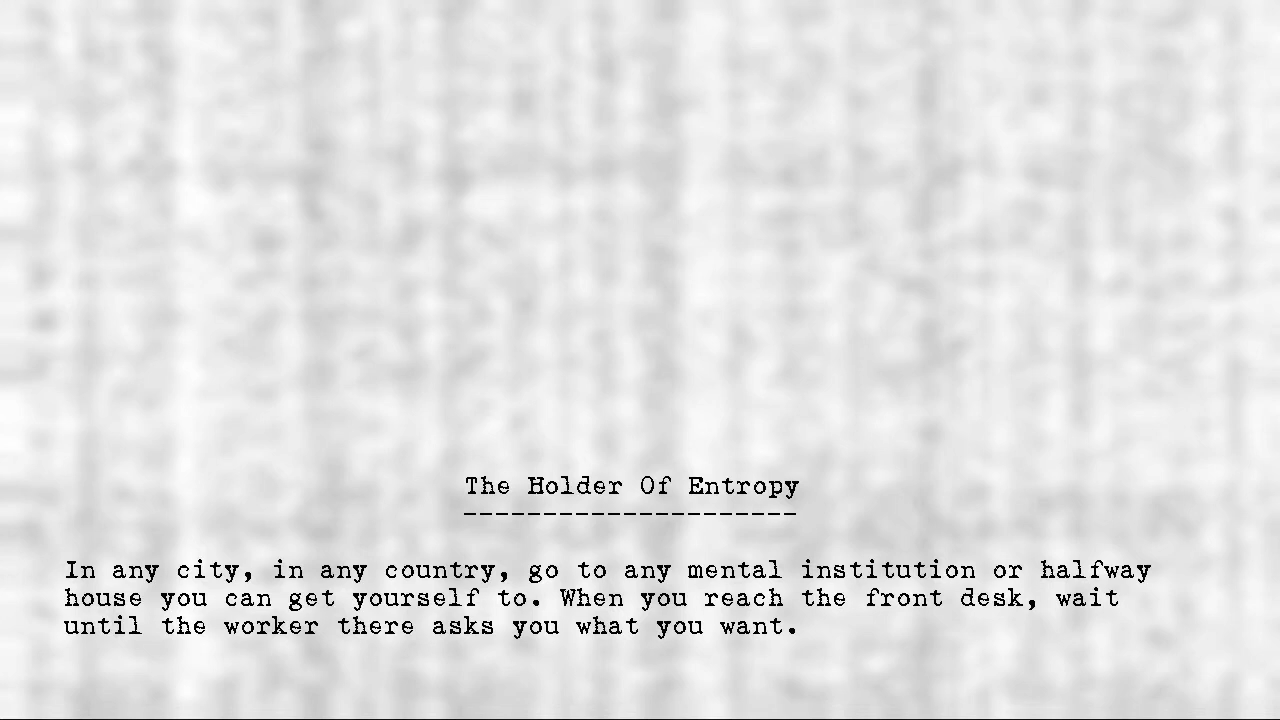 The Holder Of Entropy
---------------------
In any city, in any country, go to any mental institution or halfway
house you can get yourself to. When you reach the front desk, wait
until the worker there asks you what you want.